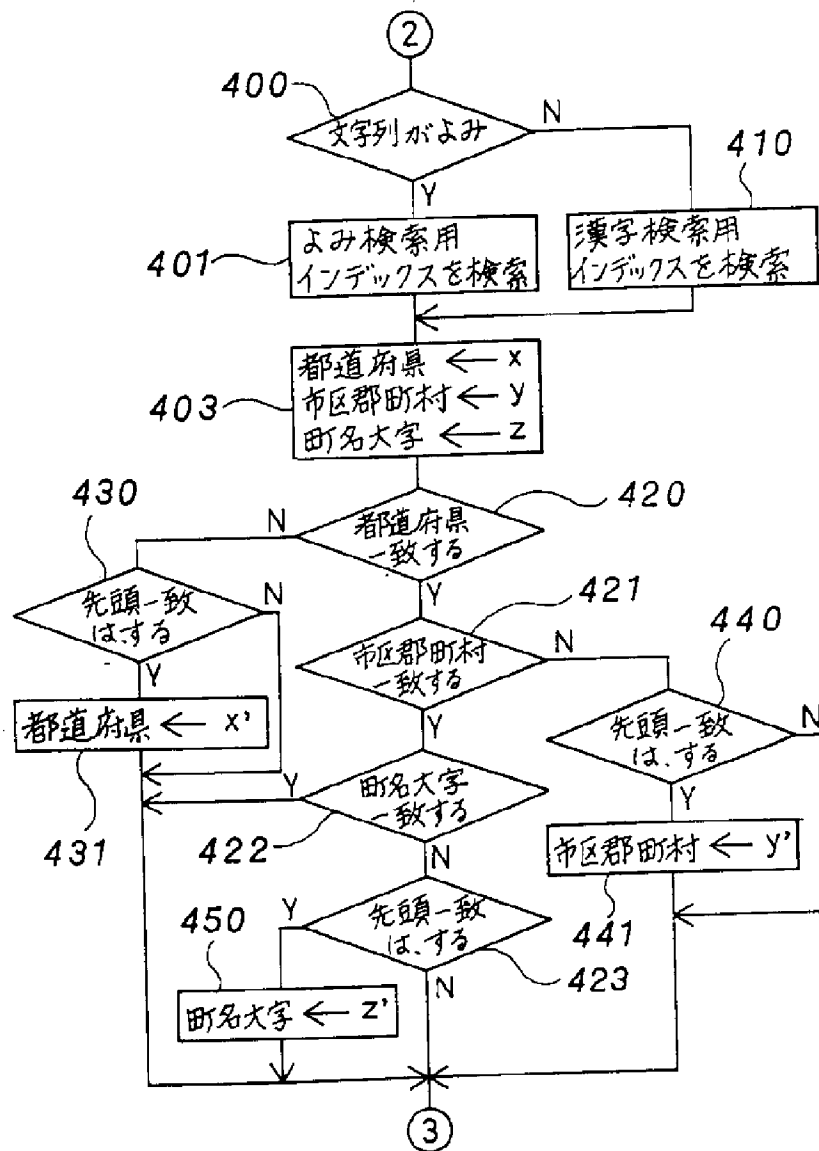 ②
400
文字列がよみ
N
Y
410
401
よみ検索用
インデックスを検索
漢字検索用
インデックスを検索
403
都道府県 ← x
市区郡町村 ← y
町名大字 ← z
430
N
420
都道府県
一致する
Y
421
先頭一致
は、する
N
Y
市区郡町村
一致する
N
Y
440
都道府県 ← x'
431
先頭一致
は、する
N
Y
Y
町名大字
一致する
422
N
市区郡町村 ← y'
441
450
Y
先頭一致
は、する
423
N
町名大字 ← z'
③